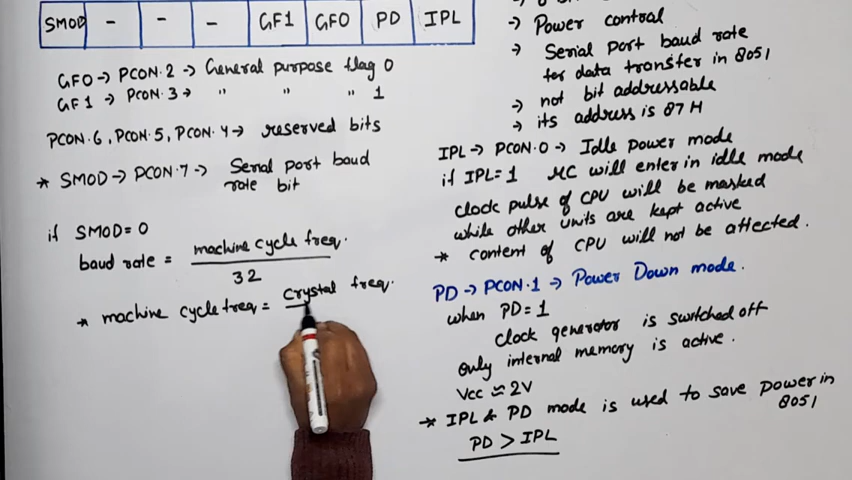 SMOD - - - GF1 GF0 PD IPL
GF0 → PCON.2 → General purpose flag 0
GF1 → PCON.3 → " " " 1
PCON.6, PCON.5, PCON.4 → reserved bits
* SMOD → PCON.7 → Serial port baud
rate bit
if SMOD = 0
baud rate = machine cycle freq.
32
* machine cycle freq = crystal freq.
→ Power control
→ Serial port baud rate
for data transfer in 8051
→ not bit addressable
→ its address is 87H
IPL → PCON.0 → Idle power mode
if IPL = 1 MC will enter in idle mode
clock pulse of CPU will be masked
while other units are kept active
* content of CPU will not be affected.
PD → PCON.1 → Power Down mode.
when PD = 1
clock generator is switched off
only internal memory is active.
Vcc ≈ 2V
* IPL & PD mode is used to save power in
8051
PD > IPL